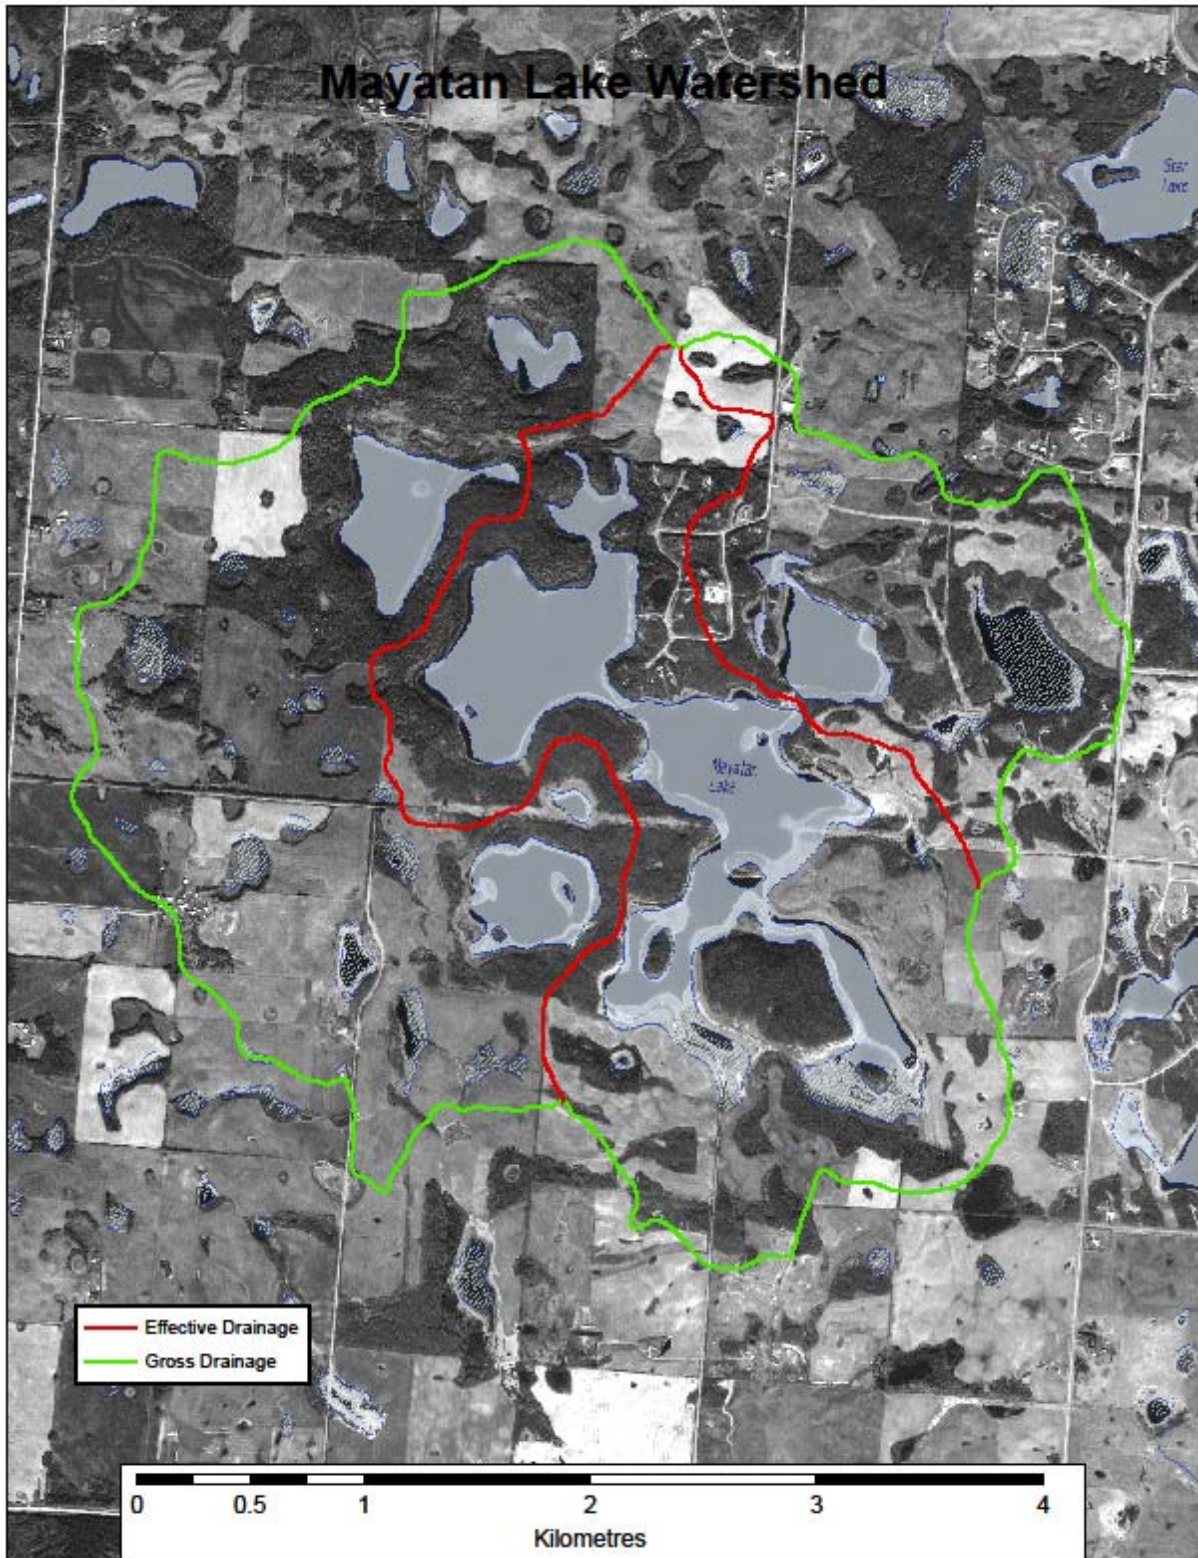 Mayatan Lake Watershed
Star
Lake
Mayatan
Lake
Effective Drainage
Gross Drainage
0 0.5 1 2 3 4
Kilometres